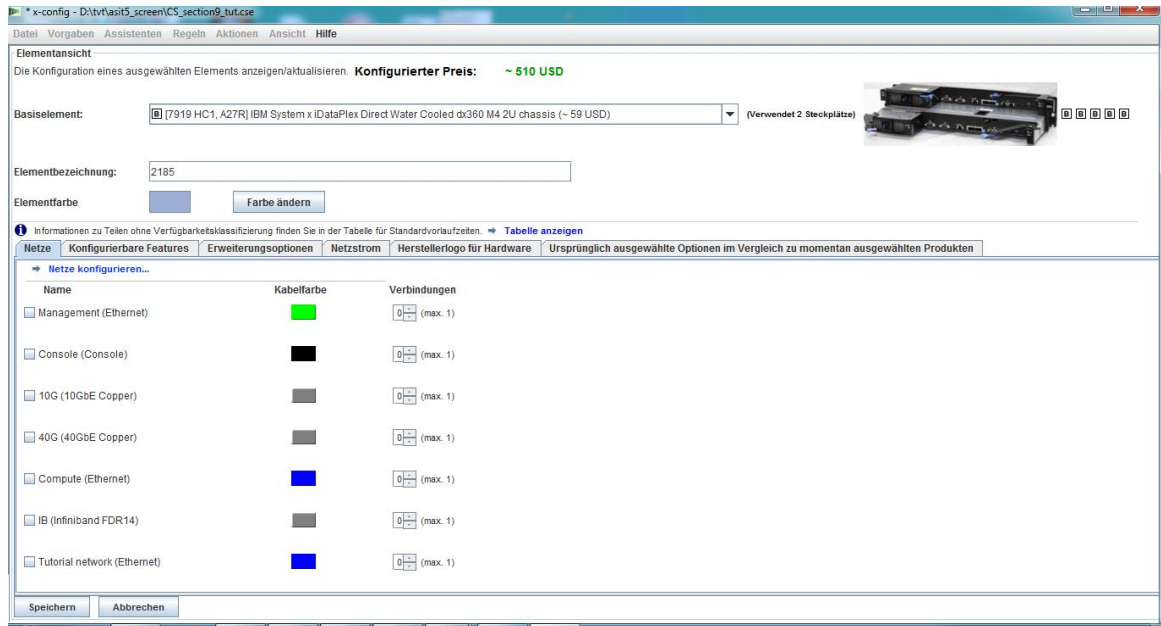 * x-config - D:\tvt\asit5_screen\CS_section9_tut.cse
Datei Vorgaben Assistenten Regeln Aktionen Ansicht Hilfe
Elementansicht
Die Konfiguration eines ausgewählten Elements anzeigen/aktualisieren. Konfigurierter Preis: ~ 510 USD
Basiselement: B [7919 HC1, A27R] IBM System x iDataPlex Direct Water Cooled dx360 M4 2U chassis (~ 59 USD) (Verwendet 2 Steckplätze) B B B B B
Elementbezeichnung: 2185
Elementfarbe Farbe ändern
Informationen zu Teilen ohne Verfügbarkeitsklassifizierung finden Sie in der Tabelle für Standardvorlaufzeiten. Tabelle anzeigen
Netze Konfigurierbare Features Erweiterungsoptionen Netzstrom Herstellerlogo für Hardware Ursprünglich ausgewählte Optionen im Vergleich zu momentan ausgewählten Produkten
Netze konfigurieren...
Name Kabelfarbe Verbindungen
Management (Ethernet) 0 (max. 1)
Console (Console) 0 (max. 1)
10G (10GbE Copper) 0 (max. 1)
40G (40GbE Copper) 0 (max. 1)
Compute (Ethernet) 0 (max. 1)
IB (Infiniband FDR14) 0 (max. 1)
Tutorial network (Ethernet) 0 (max. 1)
Speichern Abbrechen